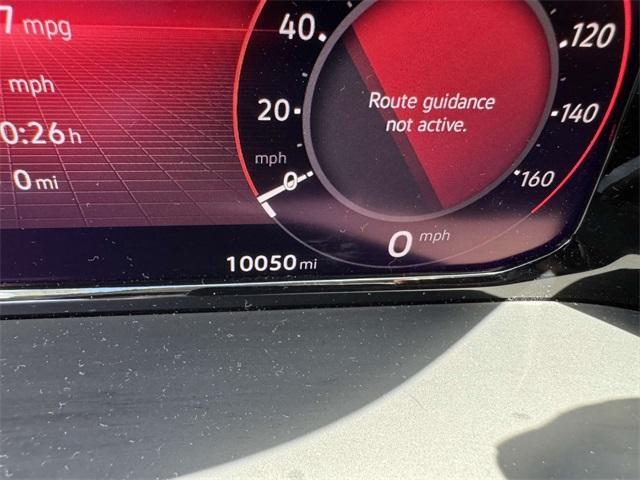 7 mpg
mph
0:26 h
0 mi
40
20
mph
0
120
140
160
Route guidance
not active.
0 mph
10050 mi